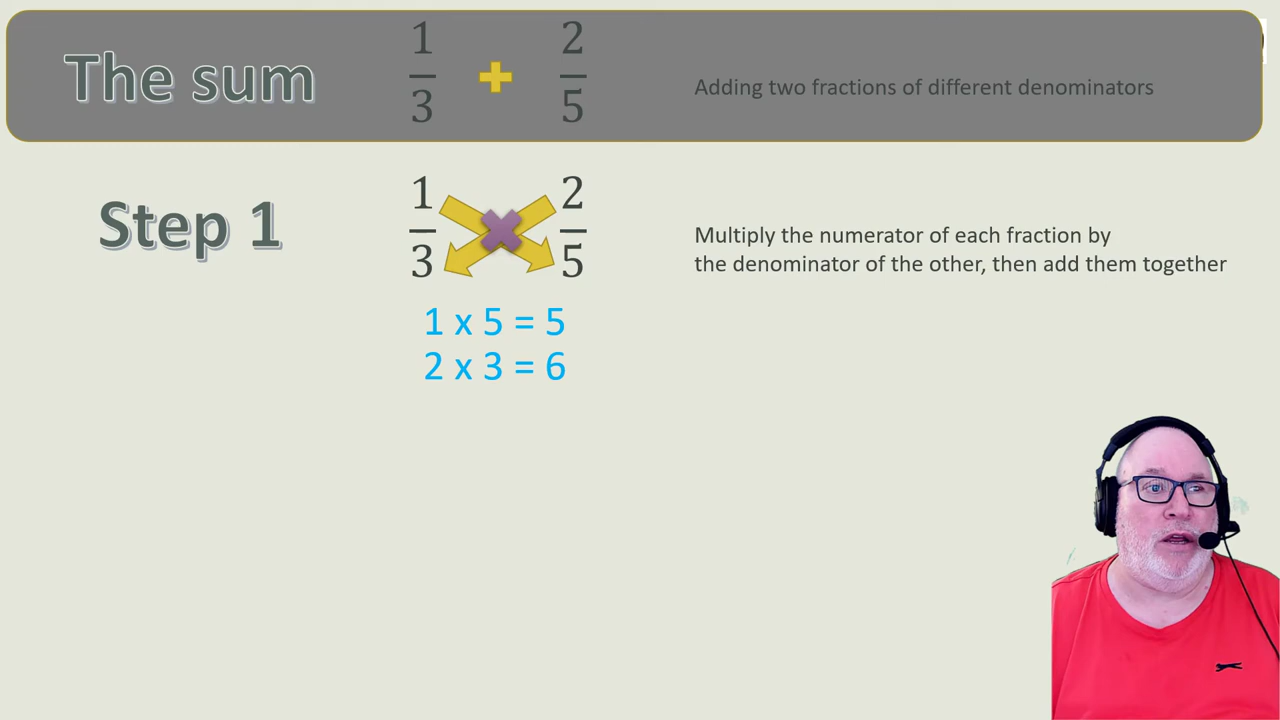 The sum
1/3 + 2/5
Adding two fractions of different denominators
Step 1
1/3 2/5
Multiply the numerator of each fraction by
the denominator of the other, then add them together
1 x 5 = 5
2 x 3 = 6